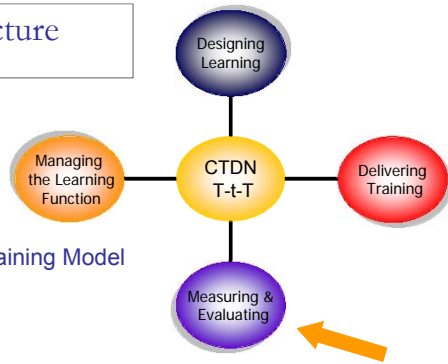 cture
Designing
Learning
Managing
the Learning
Function
CTDN
T-t-T
Delivering
Training
aining Model
Measuring &
Evaluating